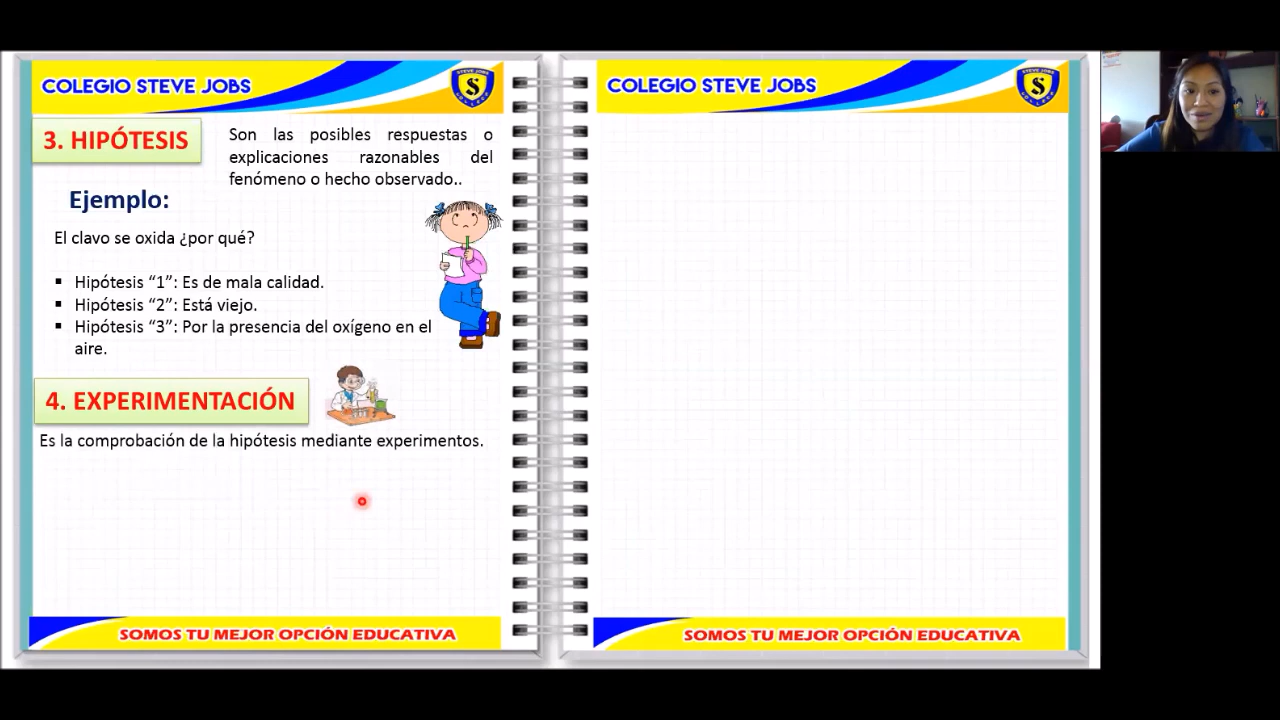 COLEGIO STEVE JOBS
3. HIPÓTESIS
Son las posibles respuestas o
explicaciones razonables del
fenómeno o hecho observado..
Ejemplo:
El clavo se oxida ¿por qué?
▪ Hipótesis “1”: Es de mala calidad.
▪ Hipótesis “2”: Está viejo.
▪ Hipótesis “3”: Por la presencia del oxígeno en el
aire.
4. EXPERIMENTACIÓN
Es la comprobación de la hipótesis mediante experimentos.
SOMOS TU MEJOR OPCIÓN EDUCATIVA
COLEGIO STEVE JOBS
SOMOS TU MEJOR OPCIÓN EDUCATIVA